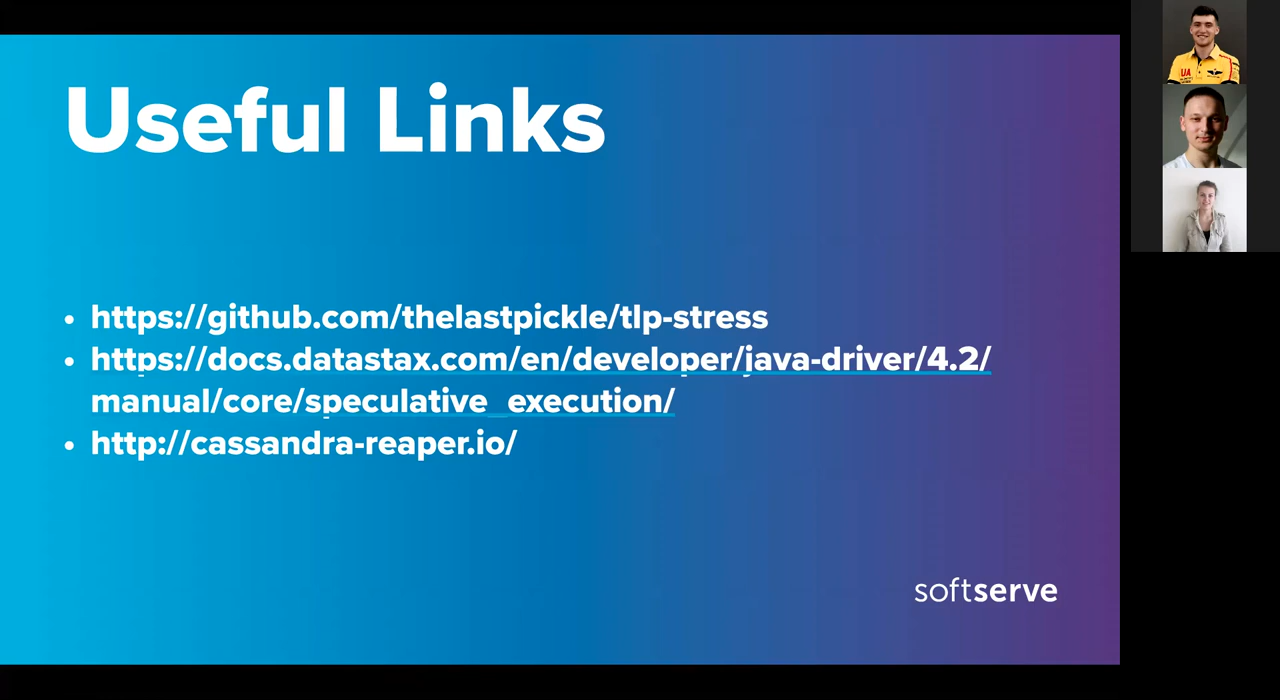 Useful Links
• https://github.com/thelastpickle/tlp-stress
• https://docs.datastax.com/en/developer/java-driver/4.2/
manual/core/speculative_execution/
• http://cassandra-reaper.io/
softserve
UA